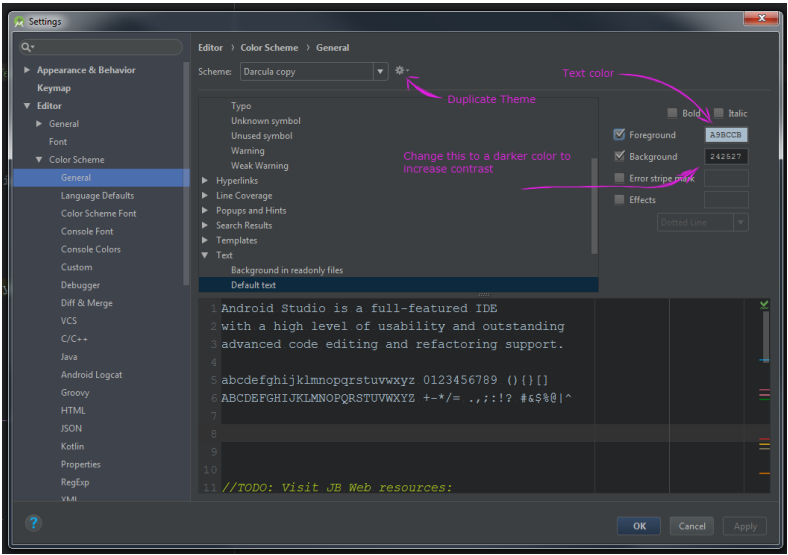 Settings
Editor › Color Scheme › General
Scheme: Darcula copy
Text color
Duplicate Theme
Appearance & Behavior
Keymap
Editor
General
Font
Color Scheme
General
Language Defaults
Color Scheme Font
Console Font
Console Colors
Custom
Debugger
Diff & Merge
VCS
C/C++
Java
Android Logcat
Groovy
HTML
JSON
Kotlin
Properties
RegExp
XML
Typo
Unknown symbol
Unused symbol
Warning
Weak Warning
Hyperlinks
Line Coverage
Popups and Hints
Search Results
Templates
Text
Background in readonly files
Default text
Change this to a darker color to
increase contrast
Bold Italic
Foreground A9BCCB
Background 242527
Error stripe mark
Effects
Dotted Line
1 Android Studio is a full-featured IDE
2 with a high level of usability and outstanding
3 advanced code editing and refactoring support.
4
5 abcdefghijklmnopqrstuvwxyz 0123456789 (){}[]
6 ABCDEFGHIJKLMNOPQRSTUVWXYZ +-*/= .,;:!? #&$%@|^
7
8
9
10
11 //TODO: Visit JB Web resources:
?
OK Cancel Apply